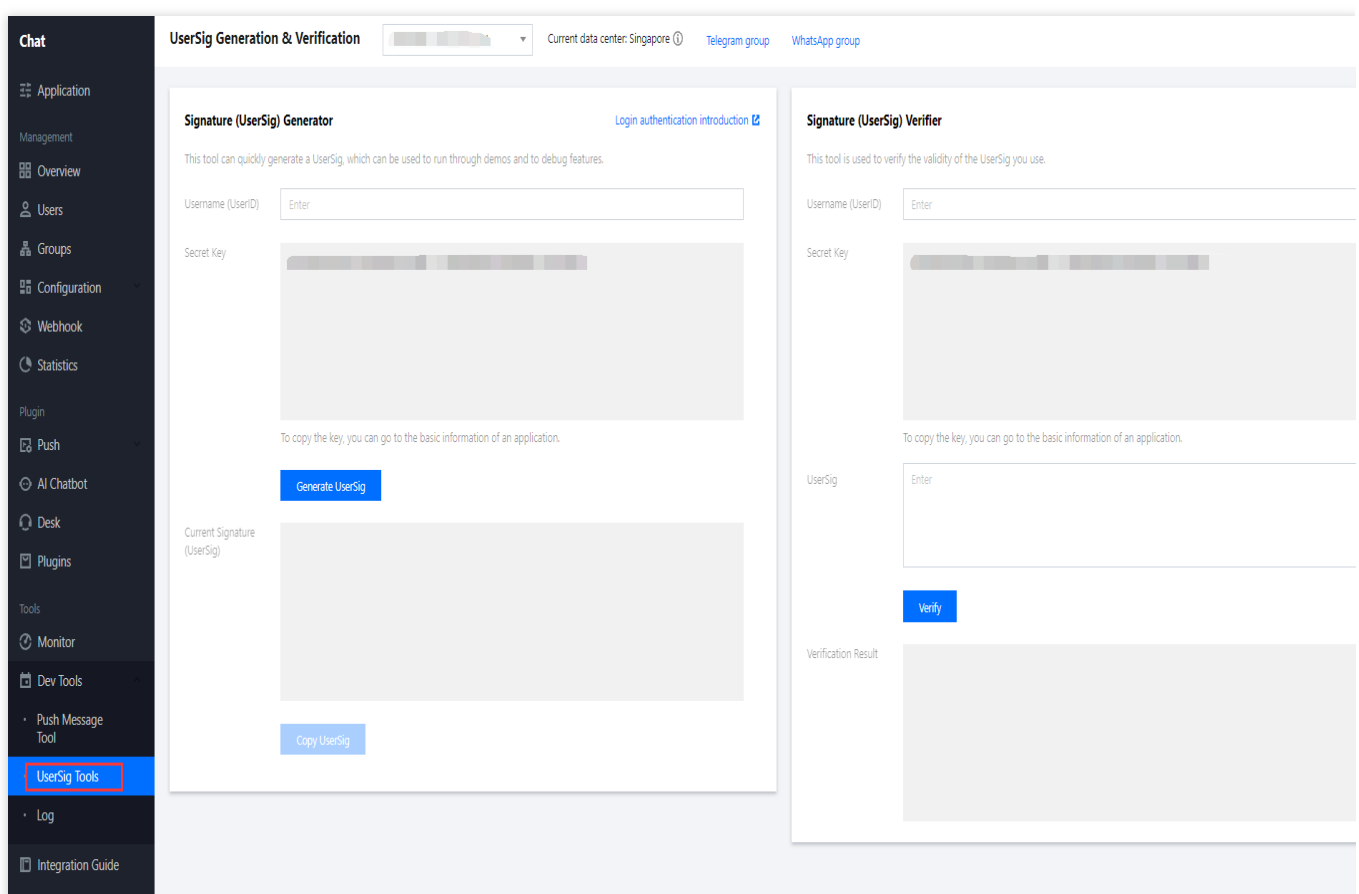 Chat
Application
Management
Overview
Users
Groups
Configuration
Webhook
Statistics
Plugin
Push
AI Chatbot
Desk
Plugins
Tools
Monitor
Dev Tools
Push Message
Tool
UserSig Tools
Log
Integration Guide
UserSig Generation & Verification
Current data center: Singapore
Telegram group
WhatsApp group
Signature (UserSig) Generator
Login authentication introduction
This tool can quickly generate a UserSig, which can be used to run through demos and to debug features.
Username (UserID)
Enter
Secret Key
To copy the key, you can go to the basic information of an application.
Generate UserSig
Current Signature
(UserSig)
Copy UserSig
Signature (UserSig) Verifier
This tool is used to verify the validity of the UserSig you use.
Username (UserID)
Enter
Secret Key
To copy the key, you can go to the basic information of an application.
UserSig
Enter
Verify
Verification Result